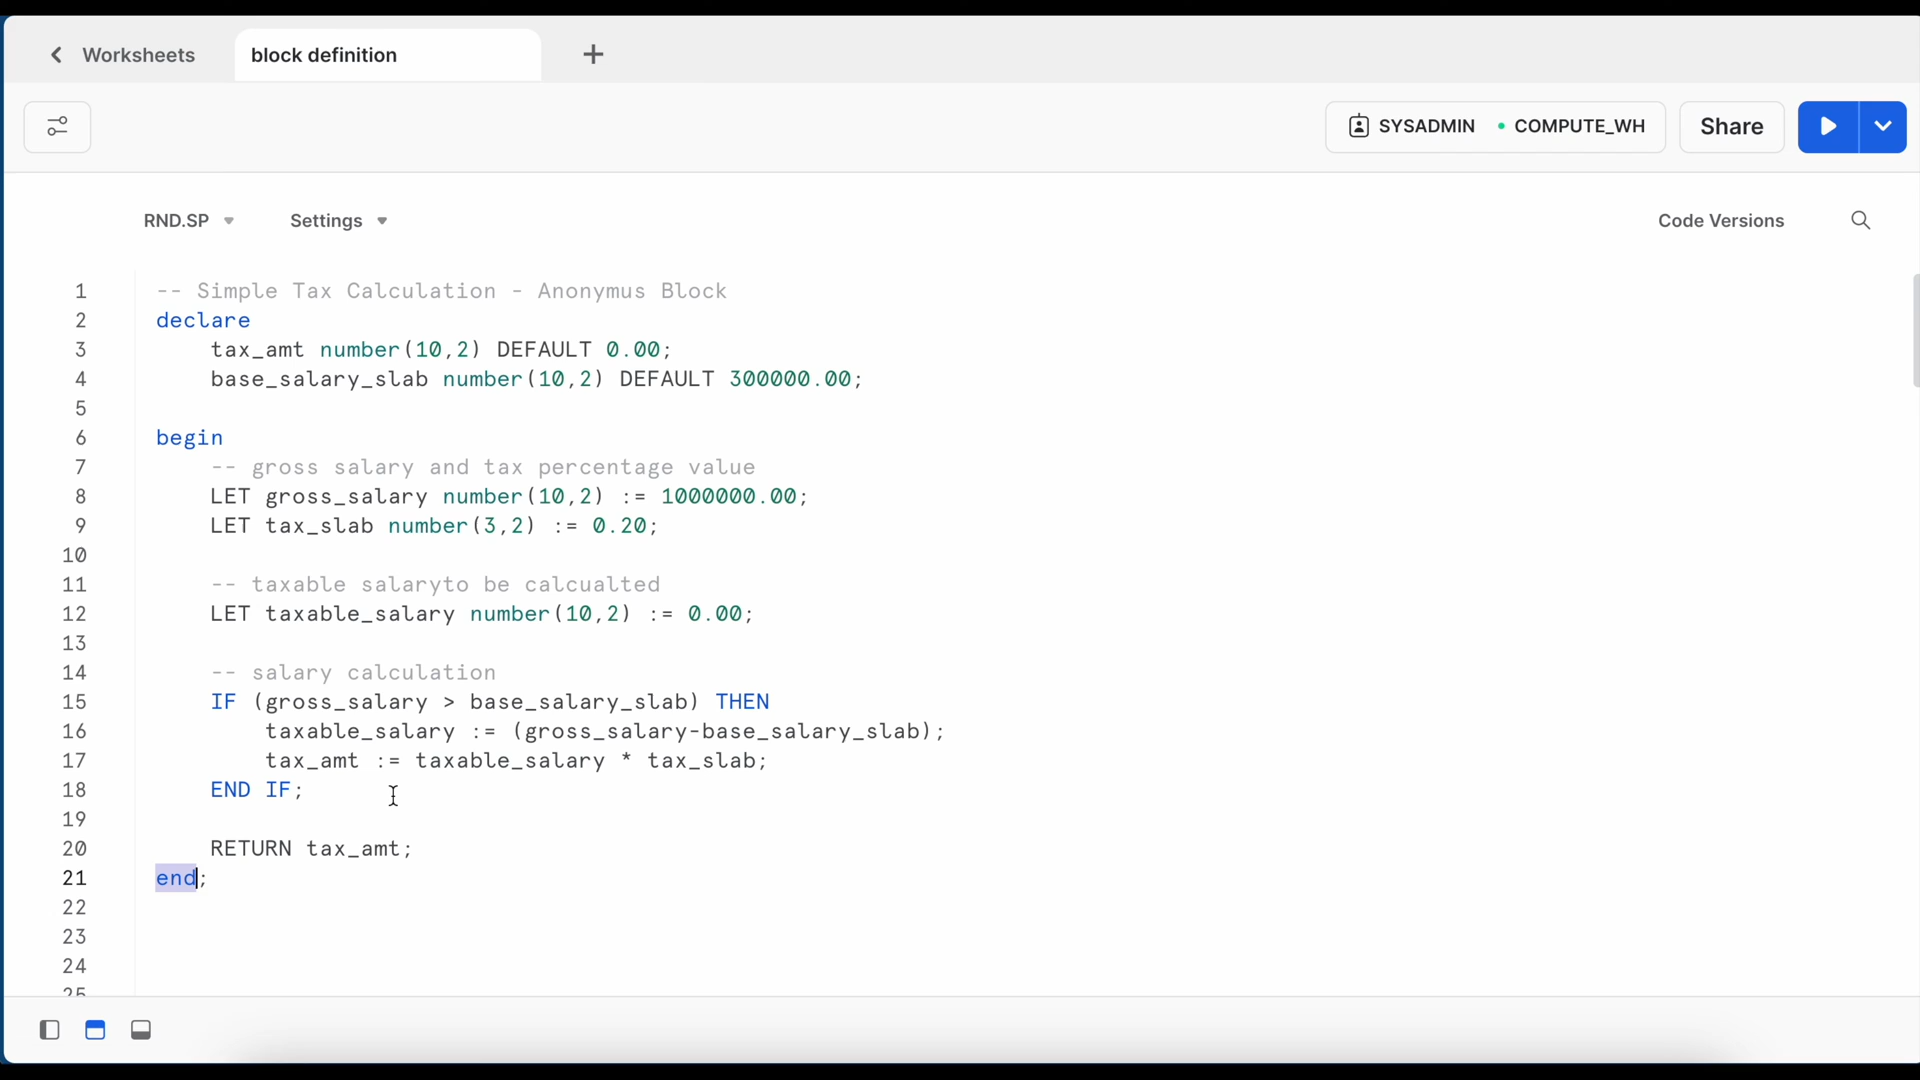 Worksheets
block definition
SYSADMIN
COMPUTE_WH
Share
RND.SP
Settings
Code Versions
1 -- Simple Tax Calculation - Anonymus Block
2 declare
3     tax_amt number(10,2) DEFAULT 0.00;
4     base_salary_slab number(10,2) DEFAULT 300000.00;
5
6 begin
7     -- gross salary and tax percentage value
8     LET gross_salary number(10,2) := 1000000.00;
9     LET tax_slab number(3,2) := 0.20;
10
11     -- taxable salaryto be calcualted
12     LET taxable_salary number(10,2) := 0.00;
13
14     -- salary calculation
15     IF (gross_salary > base_salary_slab) THEN
16         taxable_salary := (gross_salary-base_salary_slab);
17         tax_amt := taxable_salary * tax_slab;
18     END IF;
19
20     RETURN tax_amt;
21 end;
22
23
24
25